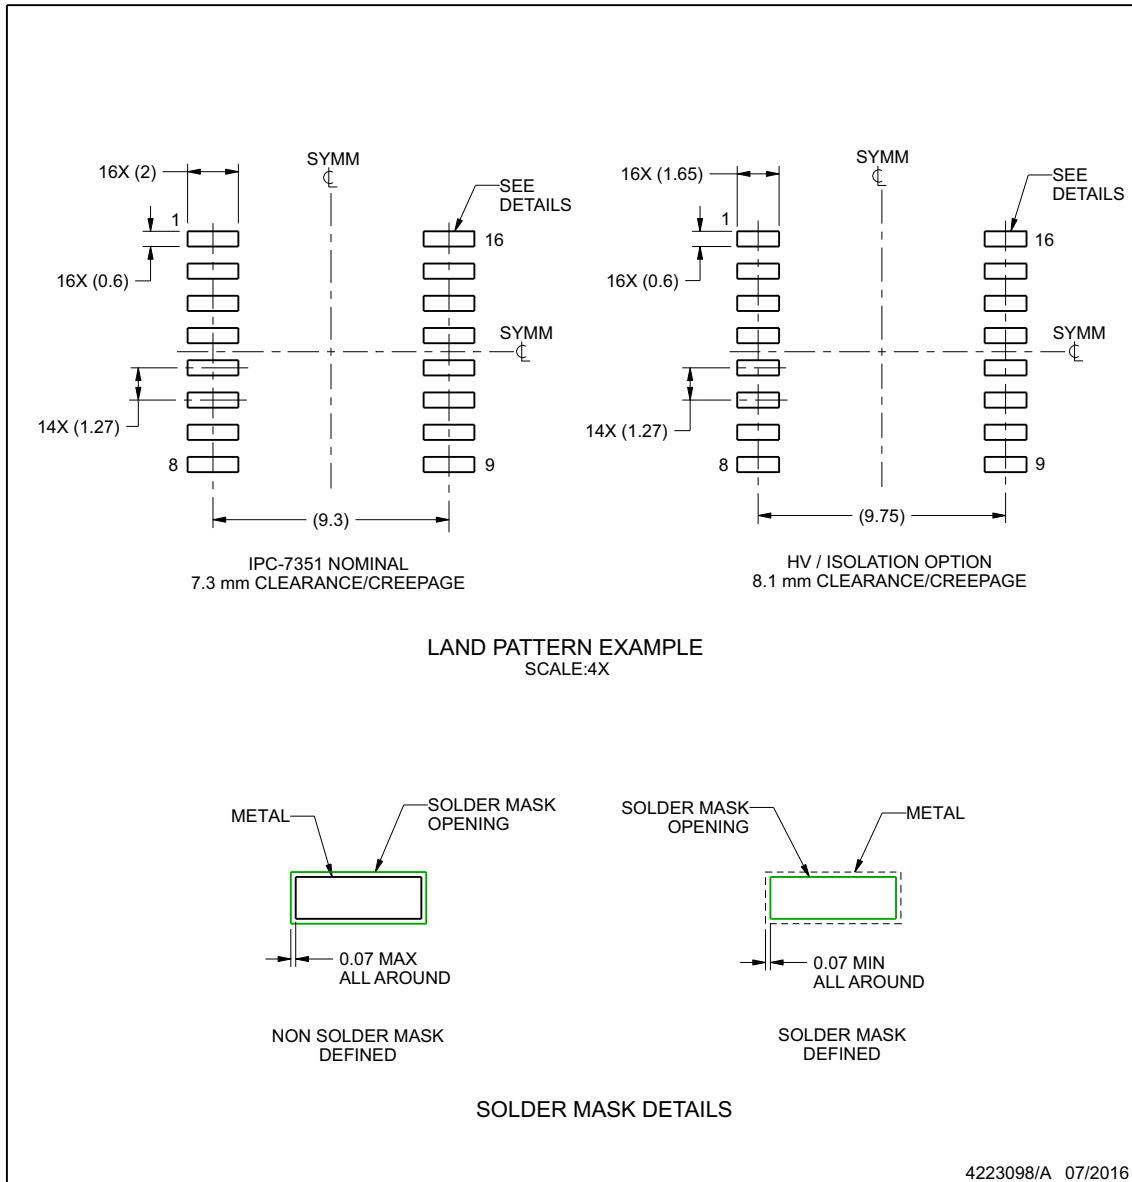 SYMM
16X (2)
SEE
DETAILS
1
16
16X (0.6)
SYMM
14X (1.27)
8
9
(9.3)
IPC-7351 NOMINAL
7.3 mm CLEARANCE/CREEPAGE
SYMM
16X (1.65)
SEE
DETAILS
1
16
16X (0.6)
SYMM
14X (1.27)
8
9
(9.75)
HV / ISOLATION OPTION
8.1 mm CLEARANCE/CREEPAGE
LAND PATTERN EXAMPLE
SCALE:4X
METAL
SOLDER MASK
OPENING
0.07 MAX
ALL AROUND
NON SOLDER MASK
DEFINED
SOLDER MASK
OPENING
METAL
0.07 MIN
ALL AROUND
SOLDER MASK
DEFINED
SOLDER MASK DETAILS
4223098/A 07/2016